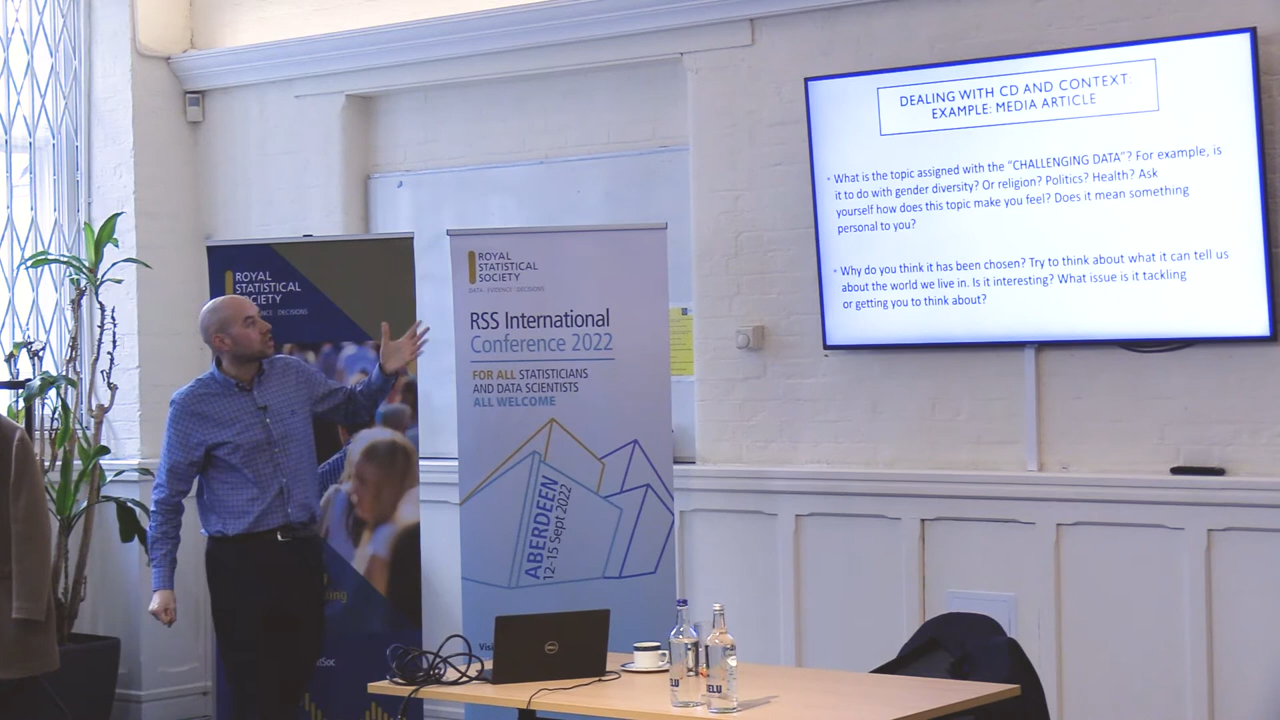 DEALING WITH CD AND CONTEXT:
EXAMPLE: MEDIA ARTICLE
What is the topic assigned with the “CHALLENGING DATA”? For example, is
it to do with gender diversity? Or religion? Politics? Health? Ask
yourself how does this topic make you feel? Does it mean something
personal to you?
Why do you think it has been chosen? Try to think about what it can tell us
about the world we live in. Is it interesting? What issue is it tackling
or getting you to think about?
ROYAL
STATISTICAL
SOCIETY
DECISIONS
ROYAL
STATISTICAL
SOCIETY
DATA EVIDENCE DECISIONS
RSS International
Conference 2022
FOR ALL STATISTICIANS
AND DATA SCIENTISTS
ALL WELCOME
ABERDEEN
12-15 Sept 2022
DELL